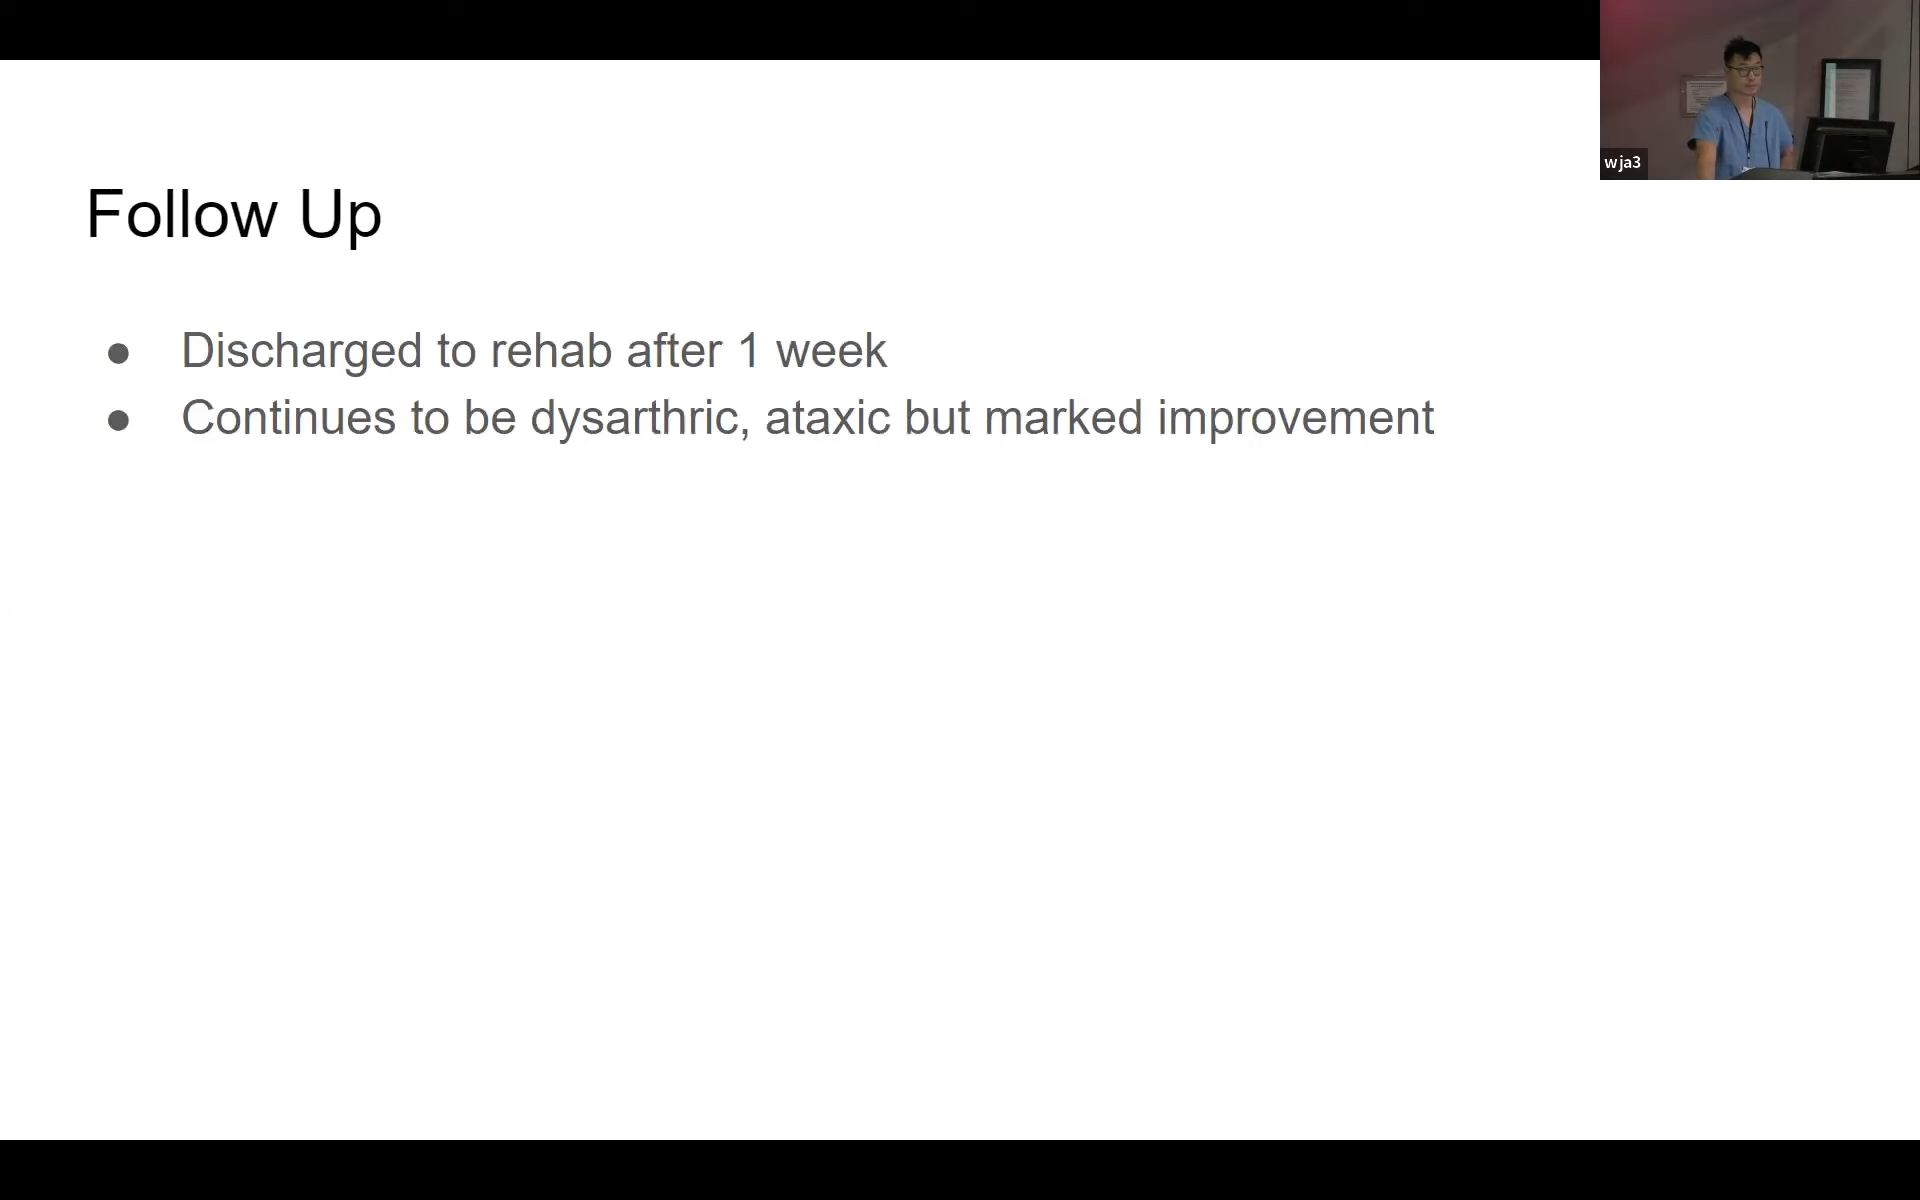 wja3
Follow Up
● Discharged to rehab after 1 week
● Continues to be dysarthric, ataxic but marked improvement